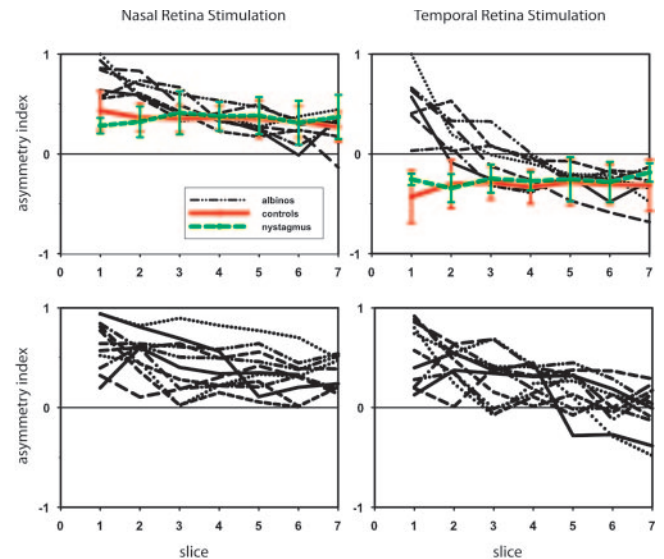 Nasal Retina Stimulation
Temporal Retina Stimulation
asymmetry index
1
0
-1
albinos
controls
nystagmus
0 1 2 3 4 5 6 7
1
0
-1
0 1 2 3 4 5 6 7
asymmetry index
1
0
-1
0 1 2 3 4 5 6 7
slice
1
0
-1
0 1 2 3 4 5 6 7
slice